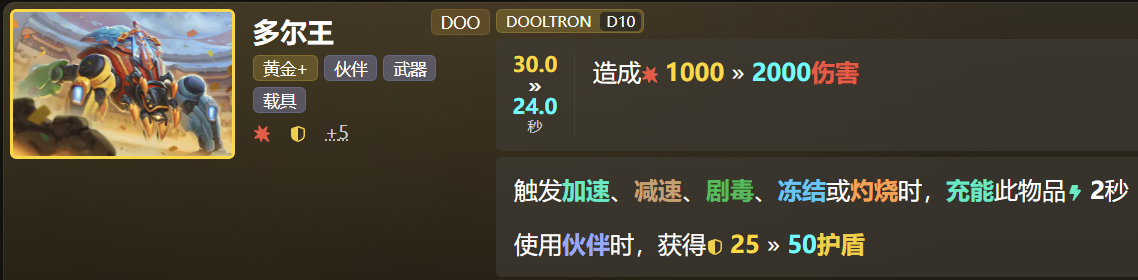 多尔王
DOO
黄金+ 伙伴 武器
载具
+5
DOOLTRON D10
30.0
»
24.0
秒
造成 1000 » 2000伤害
触发加速、减速、剧毒、冻结或灼烧时，充能此物品 2秒
使用伙伴时，获得 25 » 50护盾